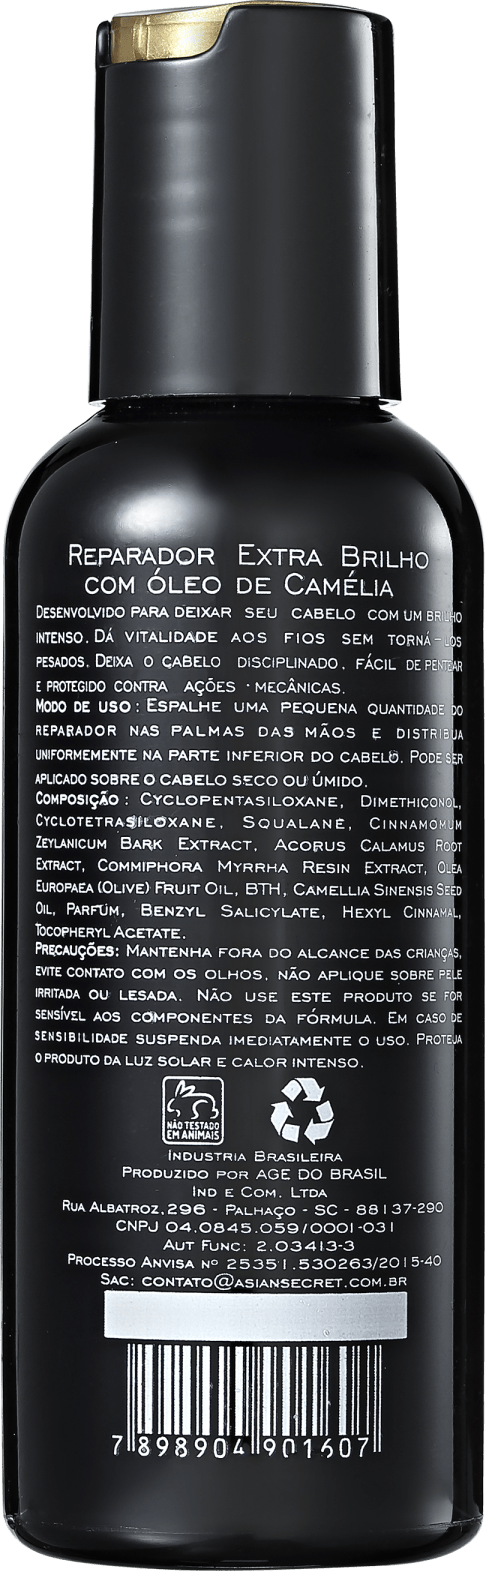 REPARADOR EXTRA BRILHO
COM ÓLEO DE CAMÉLIA
DESENVOLVIDO PARA DEIXAR SEU CABELO COM UM BRILHO
INTENSO. DÁ VITALIDADE AOS FIOS SEM TORNÁ-LOS
PESADOS. DEIXA O CABELO DISCIPLINADO, FÁCIL DE PENTEAR
E PROTEGIDO CONTRA AÇÕES MECÂNICAS.
MODO DE USO: ESPALHE UMA PEQUENA QUANTIDADE DO
REPARADOR NAS PALMAS DAS MÃOS E DISTRIBUA
UNIFORMEMENTE NA PARTE INFERIOR DO CABELO. PODE SER
APLICADO SOBRE O CABELO SECO OU ÚMIDO.
COMPOSIÇÃO: CYCLOPENTASILOXANE, DIMETHICONOL,
CYCLOTETRASILOXANE, SQUALANE, CINNAMOMUM
ZEYLANICUM BARK EXTRACT, ACORUS CALAMUS ROOT
EXTRACT, COMMIPHORA MYRRHA RESIN EXTRACT, OLEA
EUROPAEA (OLIVE) FRUIT OIL, BTH, CAMELLIA SINENSIS SEED
OIL, PARFUM, BENZYL SALICYLATE, HEXYL CINNAMAL,
TOCOPHERYL ACETATE.
PRECAUÇÕES: MANTENHA FORA DO ALCANCE DAS CRIANÇAS,
EVITE CONTATO COM OS OLHOS, NÃO APLIQUE SOBRE PELE
IRRITADA OU LESADA. NÃO USE ESTE PRODUTO SE FOR
SENSÍVEL AOS COMPONENTES DA FÓRMULA. EM CASO DE
SENSIBILIDADE SUSPENDA IMEDIATAMENTE O USO. PROTEJA
O PRODUTO DA LUZ SOLAR E CALOR INTENSO.
NÃO TESTADO
EM ANIMAIS
INDUSTRIA BRASILEIRA
PRODUZIDO POR AGE DO BRASIL
IND E COM. LTDA
RUA ALBATROZ, 296 - PALHAÇO - SC - 88137-290
CNPJ 04.0845.059/0001-031
AUT FUNC: 2.03413-3
PROCESSO ANVISA Nº 25351.530263/2015-40
SAC: CONTATO@ASIANSECRET.COM.BR
7 898904 901607